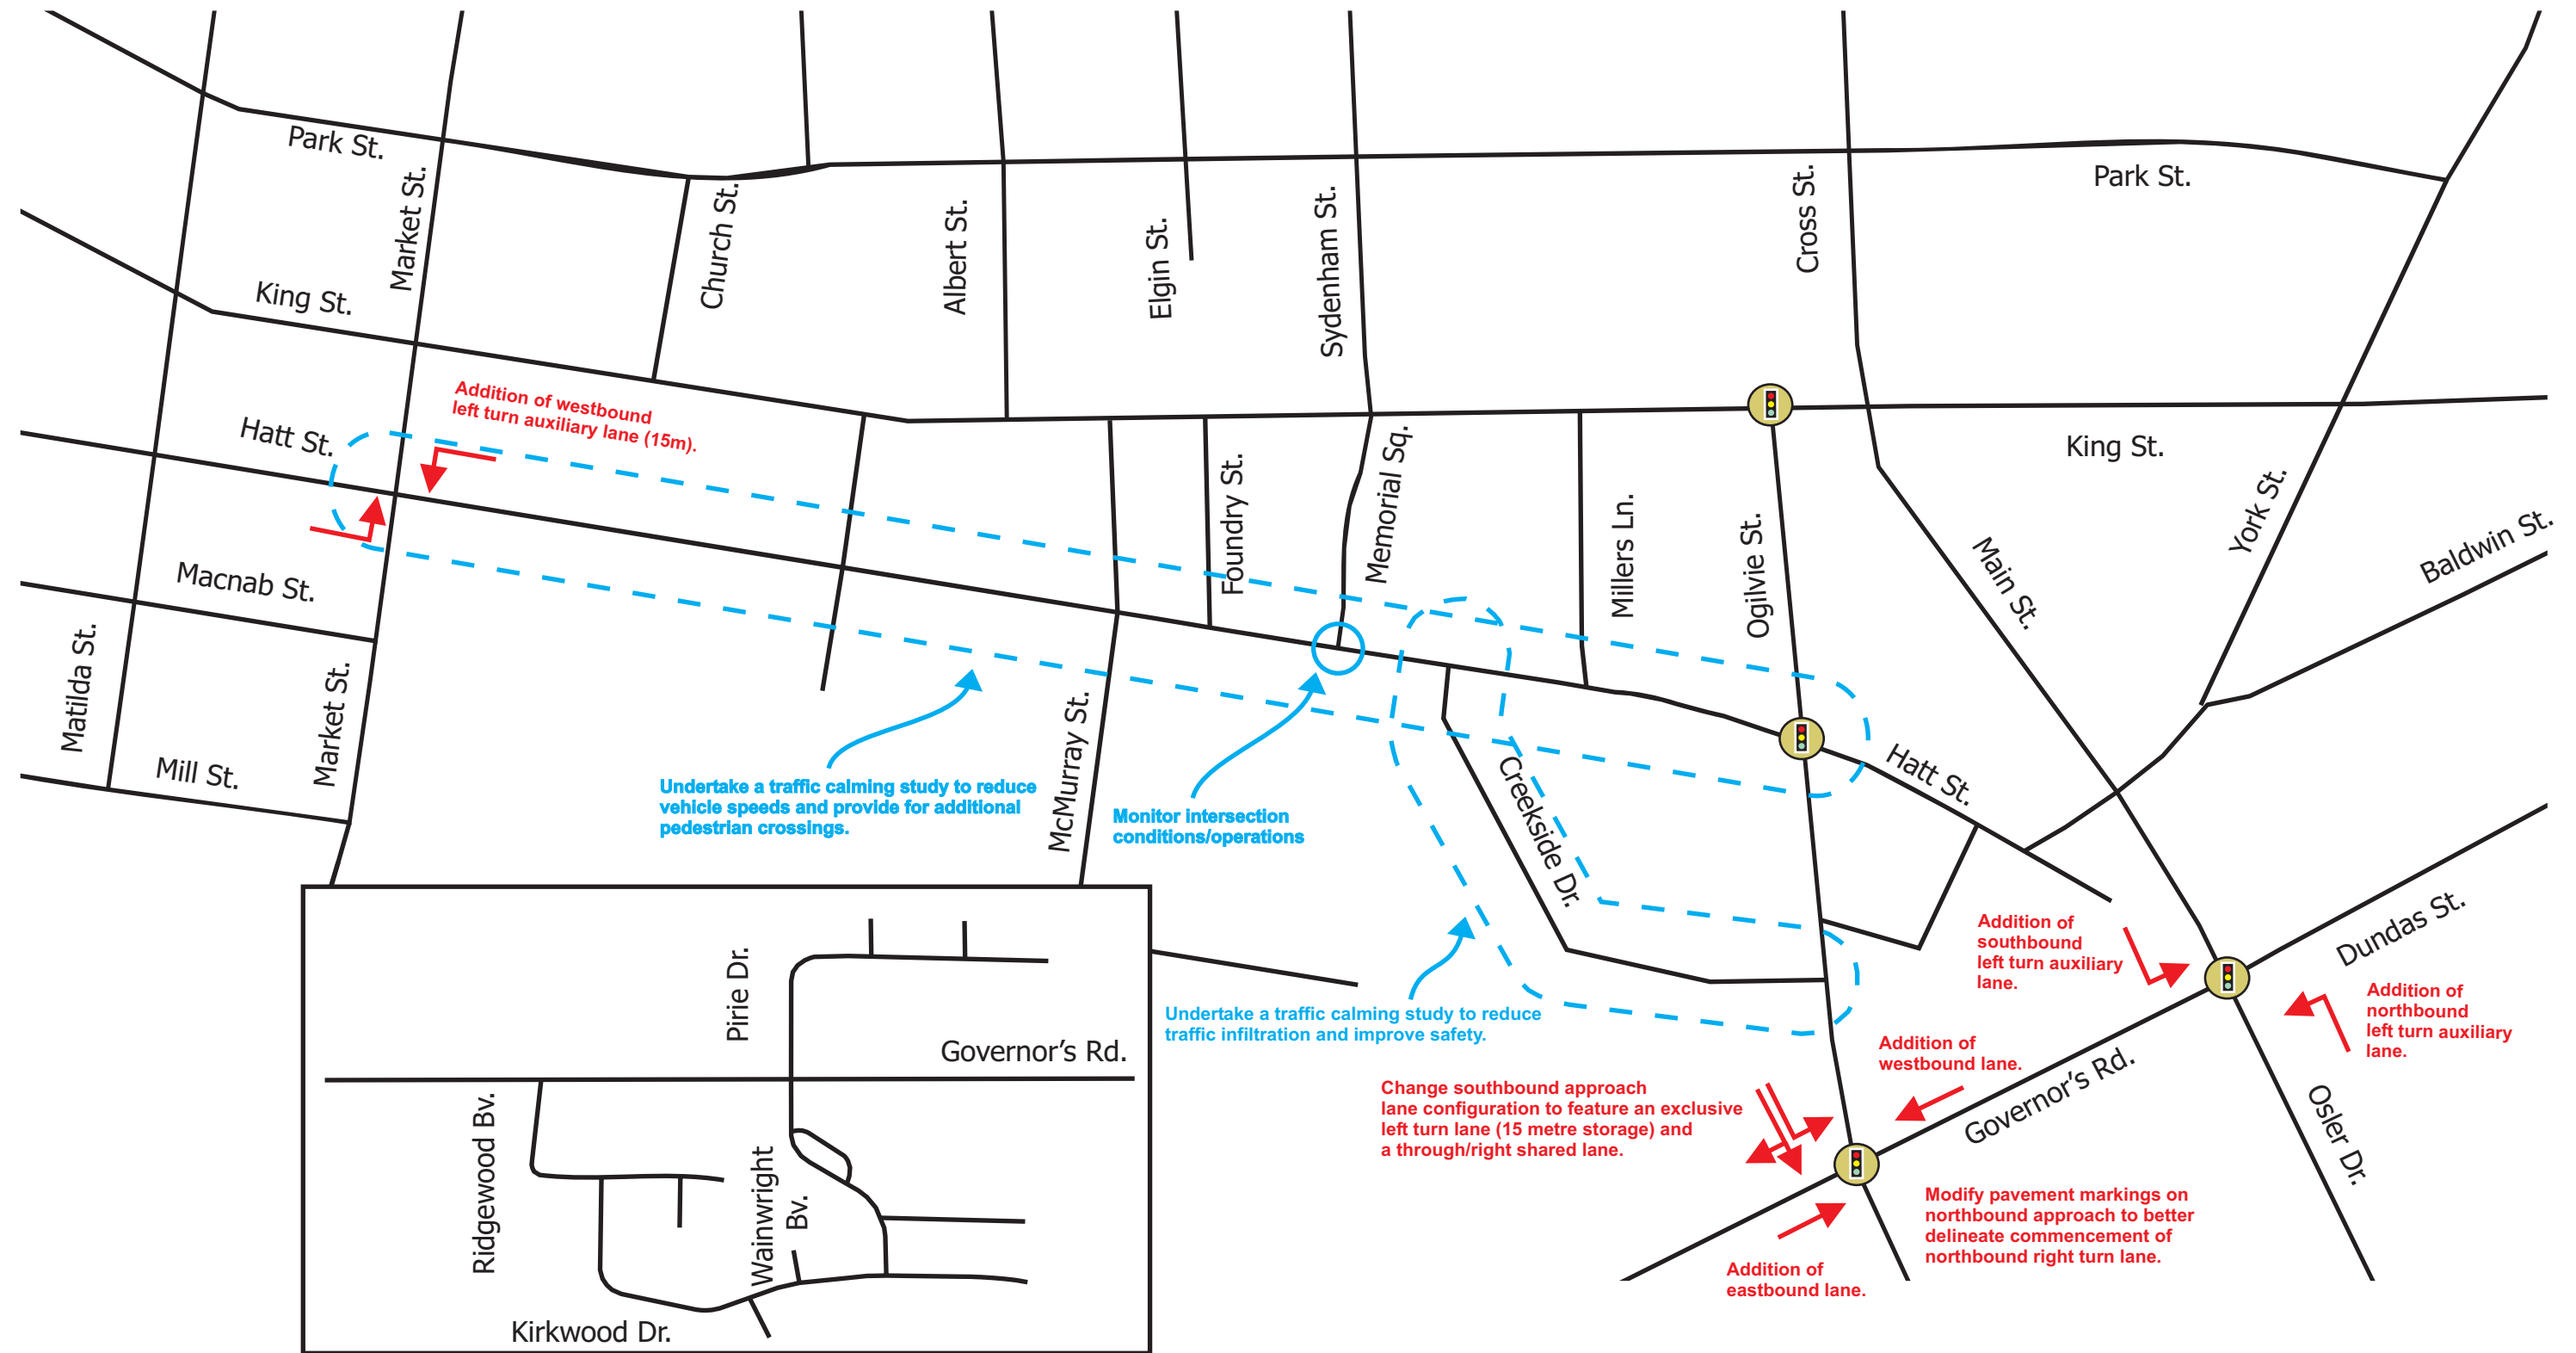 Park St.
Market St.
Church St.
Albert St.
Elgin St.
Sydenham St.
Cross St.
Park St.
King St.
Addition of westbound
left turn auxiliary lane (15m).
Hatt St.
Foundry St.
Memorial Sq.
Millers Ln.
Ogilvie St.
King St.
Main St.
York St.
Baldwin St.
Macnab St.
Matilda St.
Market St.
Mill St.
McMurray St.
Undertake a traffic calming study to reduce
vehicle speeds and provide for additional
pedestrian crossings.
Monitor intersection
conditions/operations
Creekside Dr.
Hatt St.
Undertake a traffic calming study to reduce
traffic infiltration and improve safety.
Addition of
southbound
left turn auxiliary
lane.
Dundas St.
Addition of
northbound
left turn auxiliary
lane.
Addition of
westbound lane.
Governor's Rd.
Osler Dr.
Change southbound approach
lane configuration to feature an exclusive
left turn lane (15 metre storage) and
a through/right shared lane.
Modify pavement markings on
northbound approach to better
delineate commencement of
northbound right turn lane.
Addition of
eastbound lane.
Pirie Dr.
Governor's Rd.
Ridgewood Bv.
Wainwright
Bv.
Kirkwood Dr.